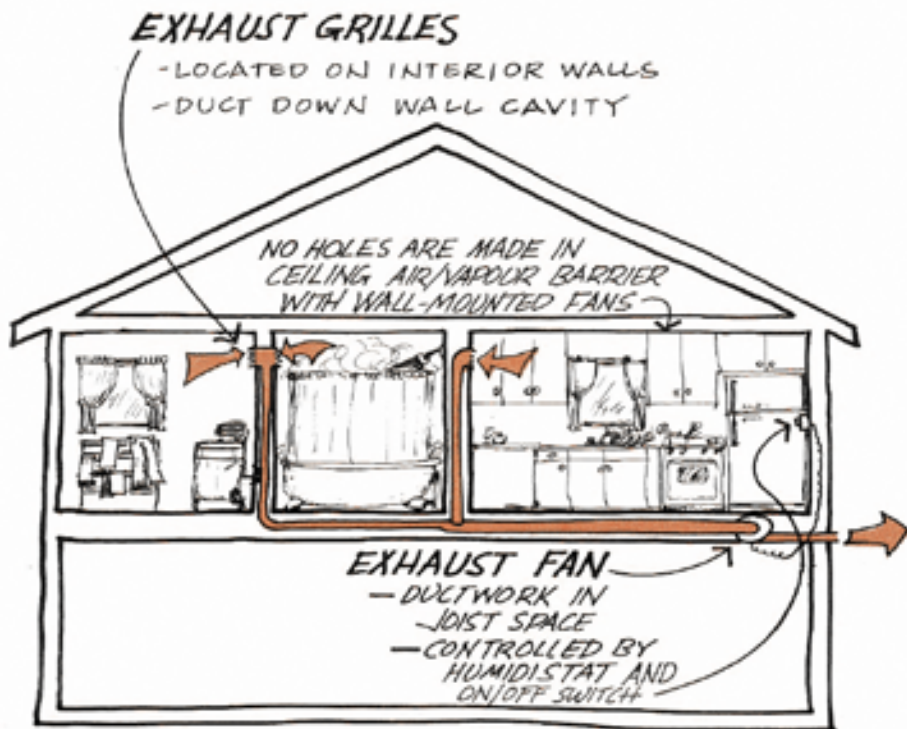 EXHAUST GRILLES
-LOCATED ON INTERIOR WALLS
-DUCT DOWN WALL CAVITY
NO HOLES ARE MADE IN
CEILING AIR/VAPOUR BARRIER
WITH WALL-MOUNTED FANS
EXHAUST FAN
- DUCTWORK IN
JOIST SPACE
- CONTROLLED BY
HUMIDISTAT AND
ON/OFF SWITCH